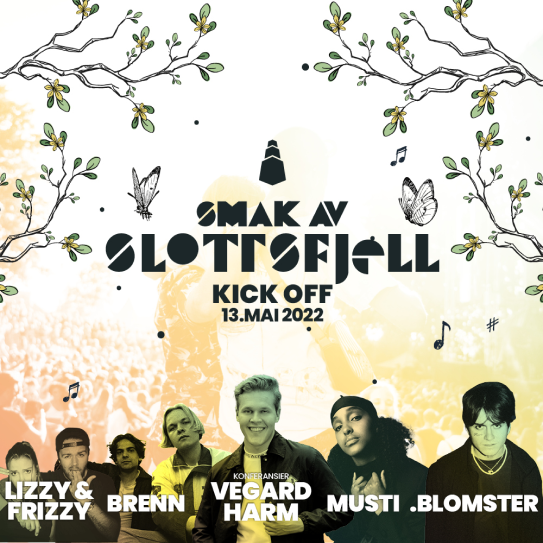 SMAK AV
SLOTTSFJELL
KICK OFF
13.MAI 2022
LIZZY &
FRIZZY
BRENN
KONFERANSIER
VEGARD
HARM
MUSTI
.BLOMSTER